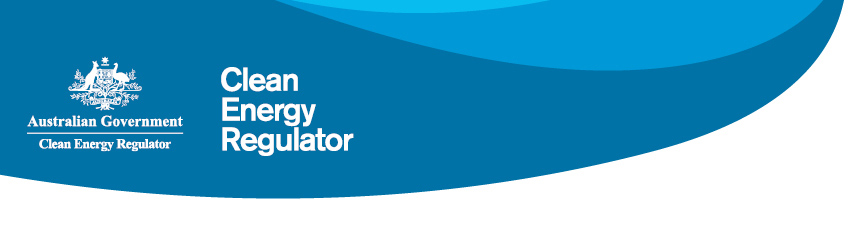 Australian Government
Clean Energy Regulator
Clean
Energy
Regulator